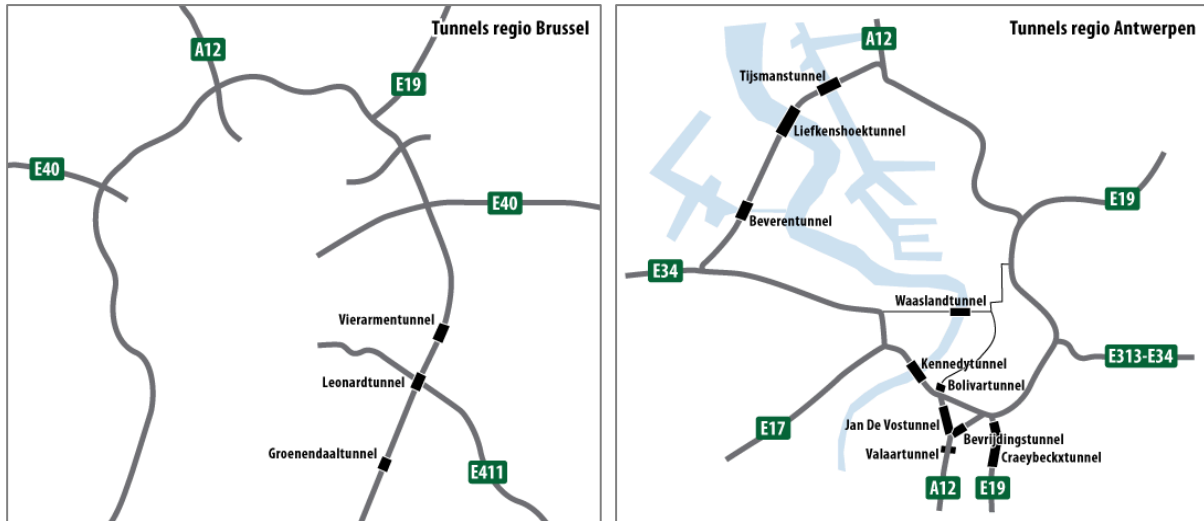 Tunnels regio Brussel
A12
E19
E40
E40
Vierarmentunnel
Leonardtunnel
Groenendaaltunnel
E411
Tunnels regio Antwerpen
A12
Tijsmanstunnel
Liefkenshoektunnel
E19
Beverentunnel
E34
Waaslandtunnel
E313-E34
Kennedytunnel
Bolivartunnel
E17
Jan De Vostunnel
Bevrijdingstunnel
Valaartunnel
Craeybeckxtunnel
A12
E19